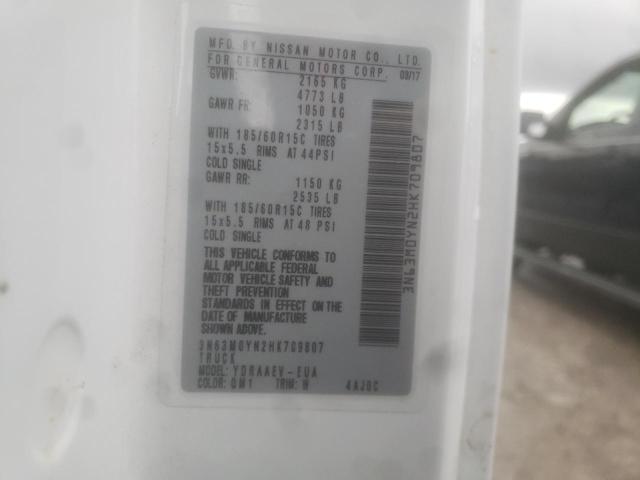 MFD. BY NISSAN MOTOR CO., LTD.
FOR GENERAL MOTORS CORP. 03/17
GVWR: 2165 KG
4773 LB
GAWR FR: 1050 KG
2315 LB
WITH 185/60R15C TIRES
15x5.5 RIMS AT 44PSI
COLD SINGLE
GAWR RR: 1150 KG
2535 LB
WITH 185/60R15C TIRES
15x5.5 RIMS AT 48 PSI
COLD SINGLE
THIS VEHICLE CONFORMS TO
ALL APPLICABLE FEDERAL
MOTOR VEHICLE SAFETY AND
THEFT PREVENTION
STANDARDS IN EFFECT ON THE
DATE OF MANUFACTURE
SHOWN ABOVE.
3N63M0YN2HK709807
TRUCK
MODEL: YDRAAEV-EUA
COLOR: QM1 TRIM: W 4AJ0C
3N63M0YN2HK709807